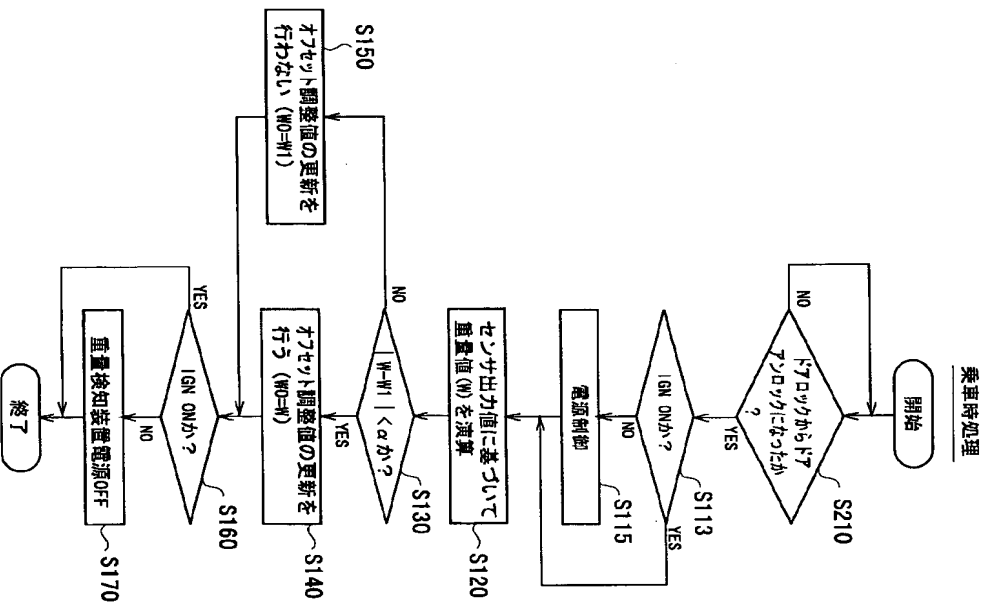 乗車時処理
開始
ドアロックからドア
アンロックになったか
?
S210
NO
YES
IGN ONか?
S113
YES
NO
電源制御
S115
センサ出力値に基づいて
重量値(W)を演算
S120
|W-W1|<αか?
S130
NO
YES
オフセット調整値の更新を
行わない (W0=W1)
S150
オフセット調整値の更新を
行う (W0=W)
S140
IGN ONか?
S160
YES
NO
重量検知装置電源OFF
S170
終了